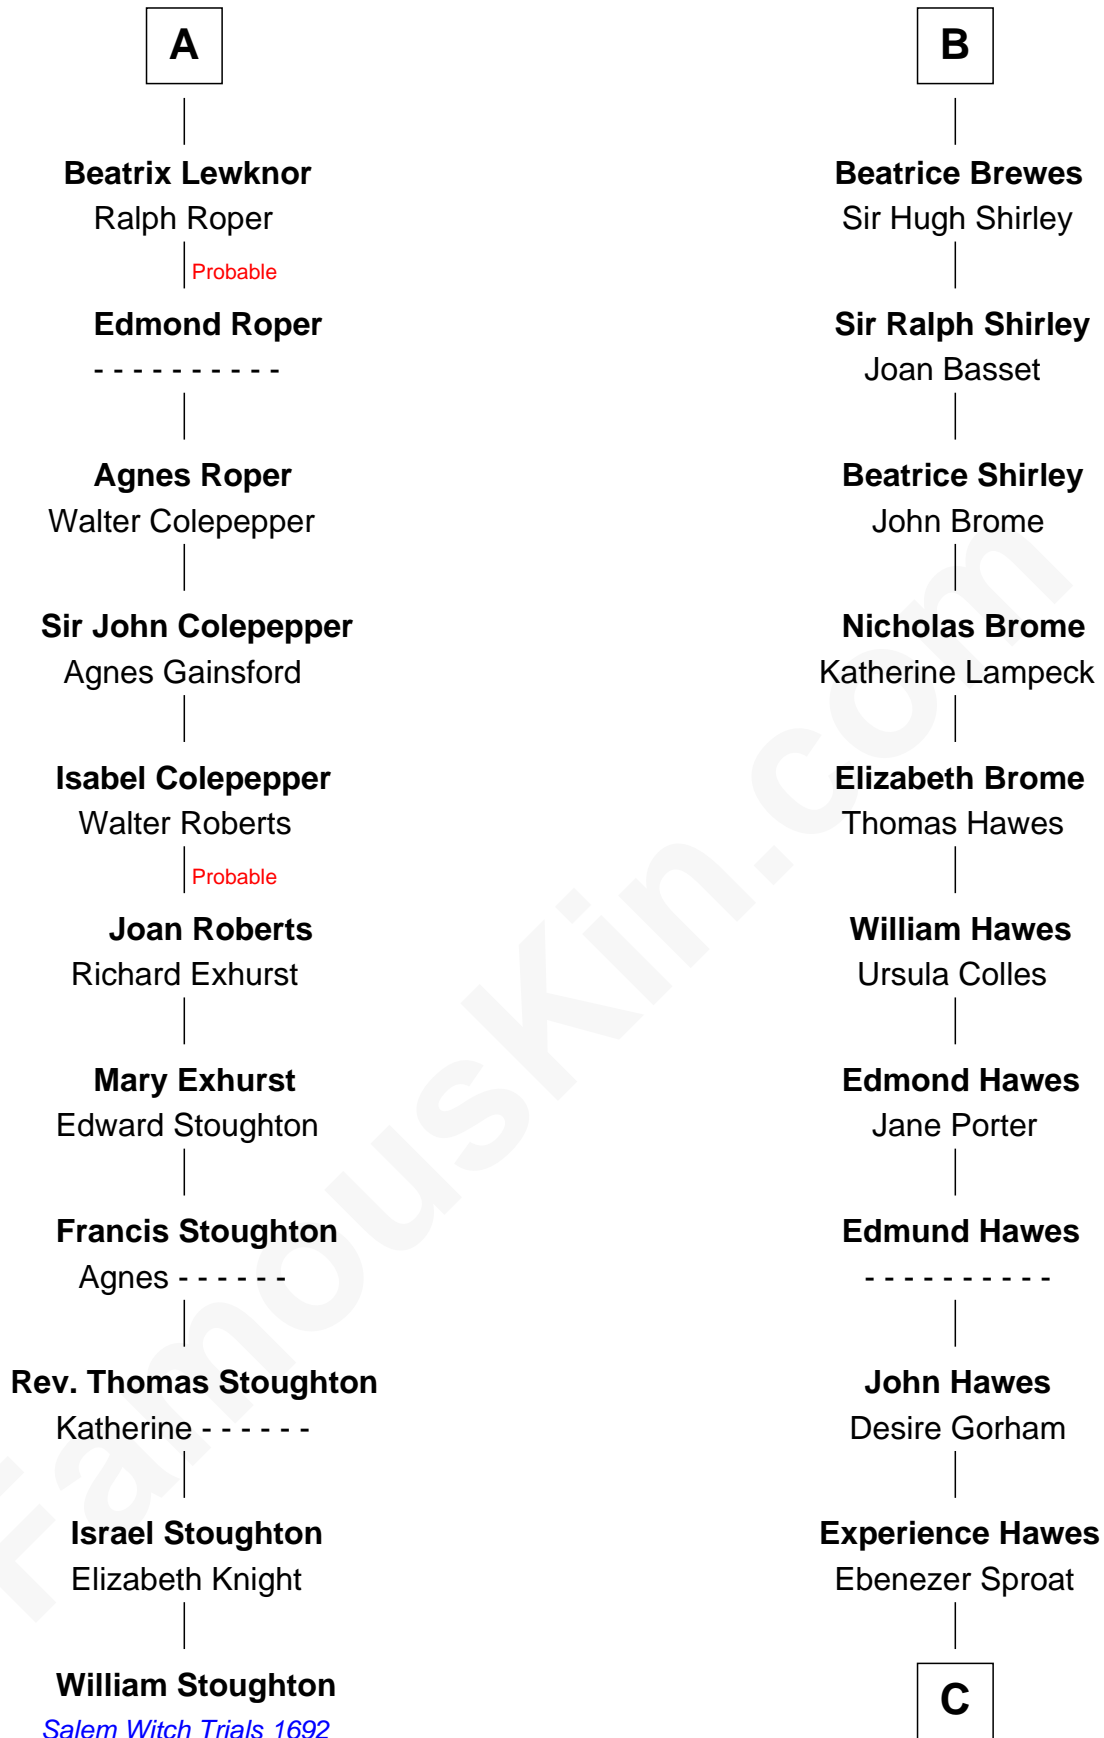 A
Beatrix Lewknor
Ralph Roper
Probable
Edmond Roper
- - - - - - - - - -
Agnes Roper
Walter Colepepper
Sir John Colepepper
Agnes Gainsford
Isabel Colepepper
Walter Roberts
Probable
Joan Roberts
Richard Exhurst
Mary Exhurst
Edward Stoughton
Francis Stoughton
Agnes - - - - - -
Rev. Thomas Stoughton
Katherine - - - - - -
Israel Stoughton
Elizabeth Knight
William Stoughton
Salem Witch Trials 1692
B
Beatrice Brewes
Sir Hugh Shirley
Sir Ralph Shirley
Joan Basset
Beatrice Shirley
John Brome
Nicholas Brome
Katherine Lampeck
Elizabeth Brome
Thomas Hawes
William Hawes
Ursula Colles
Edmond Hawes
Jane Porter
Edmund Hawes
- - - - - - - - - -
John Hawes
Desire Gorham
Experience Hawes
Ebenezer Sproat
C
FamousKin.com